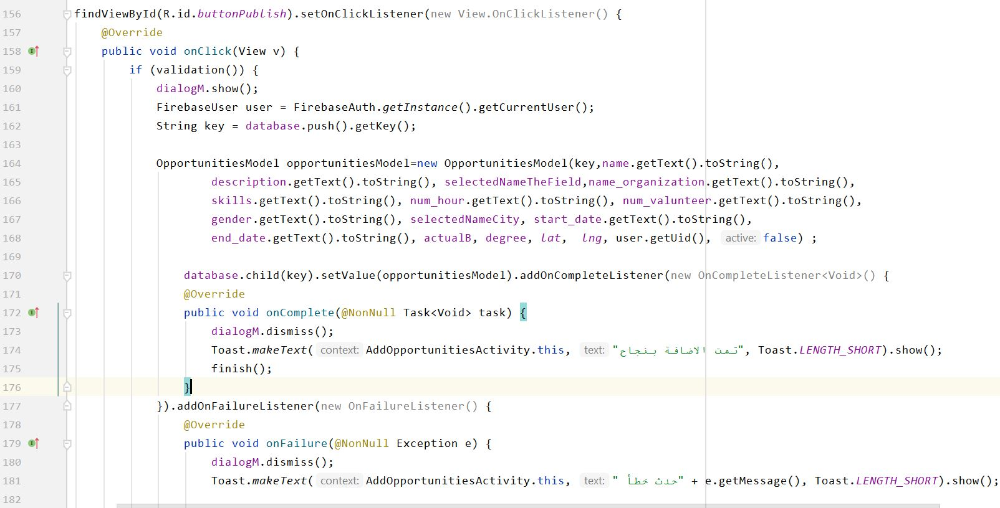 156 findViewById(R.id.buttonPublish).setOnClickListener(new View.OnClickListener() {
157 @Override
158 public void onClick(View v) {
159 if (validation()) {
160 dialogM.show();
161 FirebaseUser user = FirebaseAuth.getInstance().getCurrentUser();
162 String key = database.push().getKey();
163
164 OpportunitiesModel opportunitiesModel=new OpportunitiesModel(key,name.getText().toString(),
165 description.getText().toString(), selectedNameTheField,name_organization.getText().toString(),
166 skills.getText().toString(), num_hour.getText().toString(), num_valunteer.getText().toString(),
167 gender.getText().toString(), selectedNameCity, start_date.getText().toString(),
168 end_date.getText().toString(), actualB, degree, lat, lng, user.getUid(), active: false) ;
169
170 database.child(key).setValue(opportunitiesModel).addOnCompleteListener(new OnCompleteListener<Void>() {
171 @Override
172 public void onComplete(@NonNull Task<Void> task) {
173 dialogM.dismiss();
174 Toast.makeText( context: AddOpportunitiesActivity.this, text: "تمت الاضافة بنجاح", Toast.LENGTH_SHORT).show();
175 finish();
176 }
177 }).addOnFailureListener(new OnFailureListener() {
178 @Override
179 public void onFailure(@NonNull Exception e) {
180 dialogM.dismiss();
181 Toast.makeText( context: AddOpportunitiesActivity.this, text: " حدث خطأ" + e.getMessage(), Toast.LENGTH_SHORT).show();
182